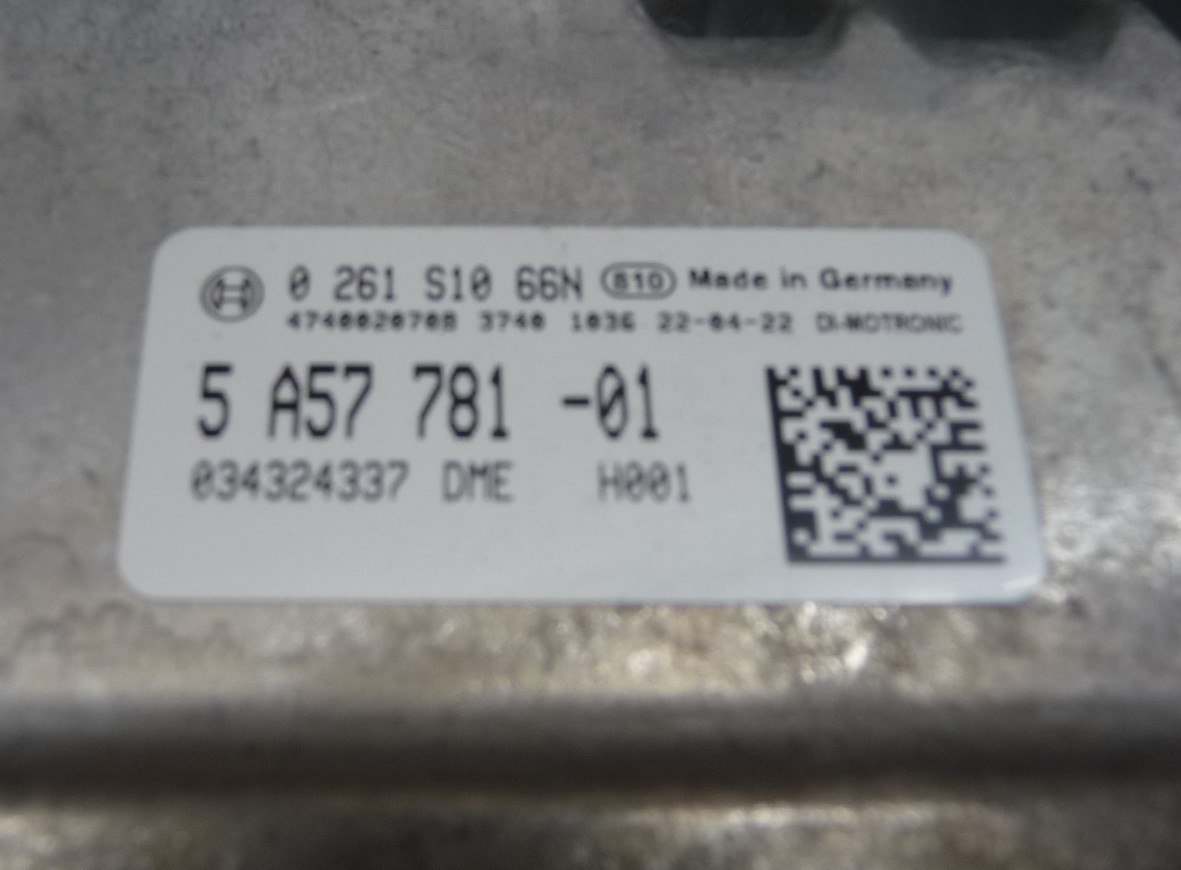 0 261 S10 66N 810 Made in Germany
4740020708 3740 1036 22-04-22 DI-MOTRONIC
5 A57 781 -01
034324337 DME H001